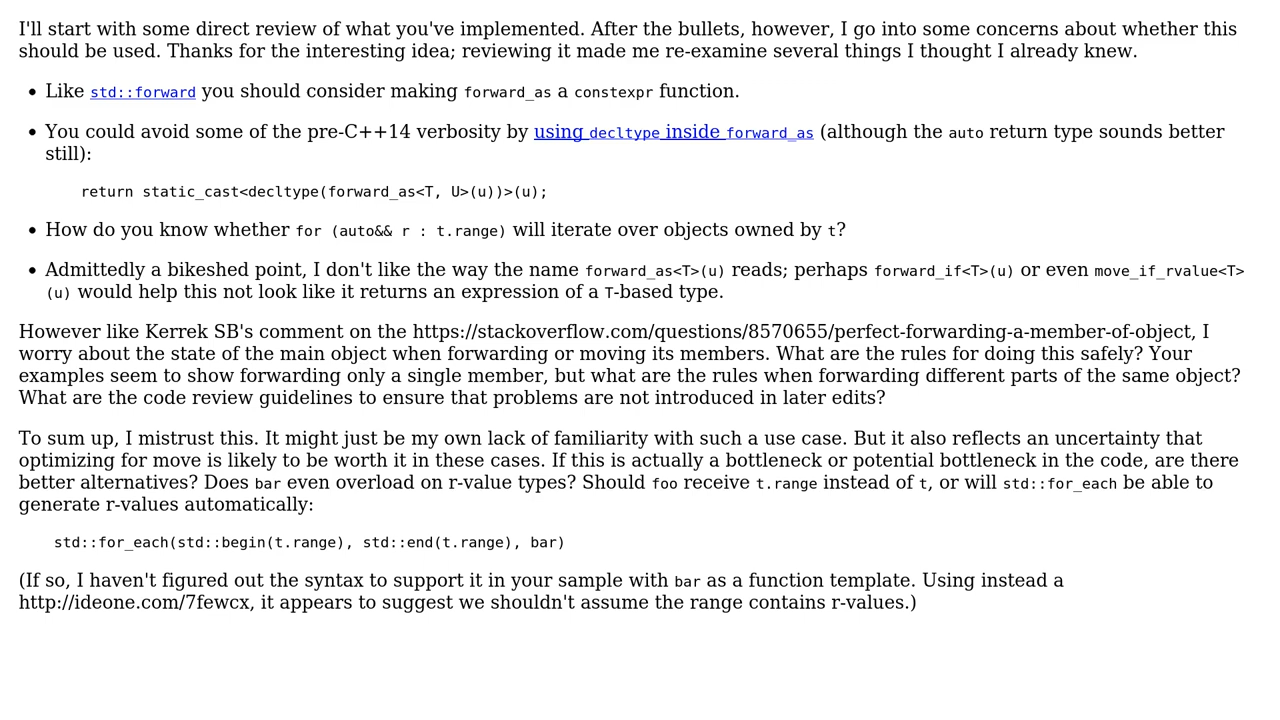 I'll start with some direct review of what you've implemented. After the bullets, however, I go into some concerns about whether this
should be used. Thanks for the interesting idea; reviewing it made me re-examine several things I thought I already knew.
• Like std::forward you should consider making forward_as a constexpr function.
• You could avoid some of the pre-C++14 verbosity by using decltype inside forward_as (although the auto return type sounds better
still):
return static_cast<decltype(forward_as<T, U>(u))>(u);
• How do you know whether for (auto&& r : t.range) will iterate over objects owned by t?
• Admittedly a bikeshed point, I don't like the way the name forward_as<T>(u) reads; perhaps forward_if<T>(u) or even move_if_rvalue<T>
(u) would help this not look like it returns an expression of a T-based type.
However like Kerrek SB's comment on the https://stackoverflow.com/questions/8570655/perfect-forwarding-a-member-of-object, I
worry about the state of the main object when forwarding or moving its members. What are the rules for doing this safely? Your
examples seem to show forwarding only a single member, but what are the rules when forwarding different parts of the same object?
What are the code review guidelines to ensure that problems are not introduced in later edits?
To sum up, I mistrust this. It might just be my own lack of familiarity with such a use case. But it also reflects an uncertainty that
optimizing for move is likely to be worth it in these cases. If this is actually a bottleneck or potential bottleneck in the code, are there
better alternatives? Does bar even overload on r-value types? Should foo receive t.range instead of t, or will std::for_each be able to
generate r-values automatically:
std::for_each(std::begin(t.range), std::end(t.range), bar)
(If so, I haven't figured out the syntax to support it in your sample with bar as a function template. Using instead a
http://ideone.com/7fewcx, it appears to suggest we shouldn't assume the range contains r-values.)